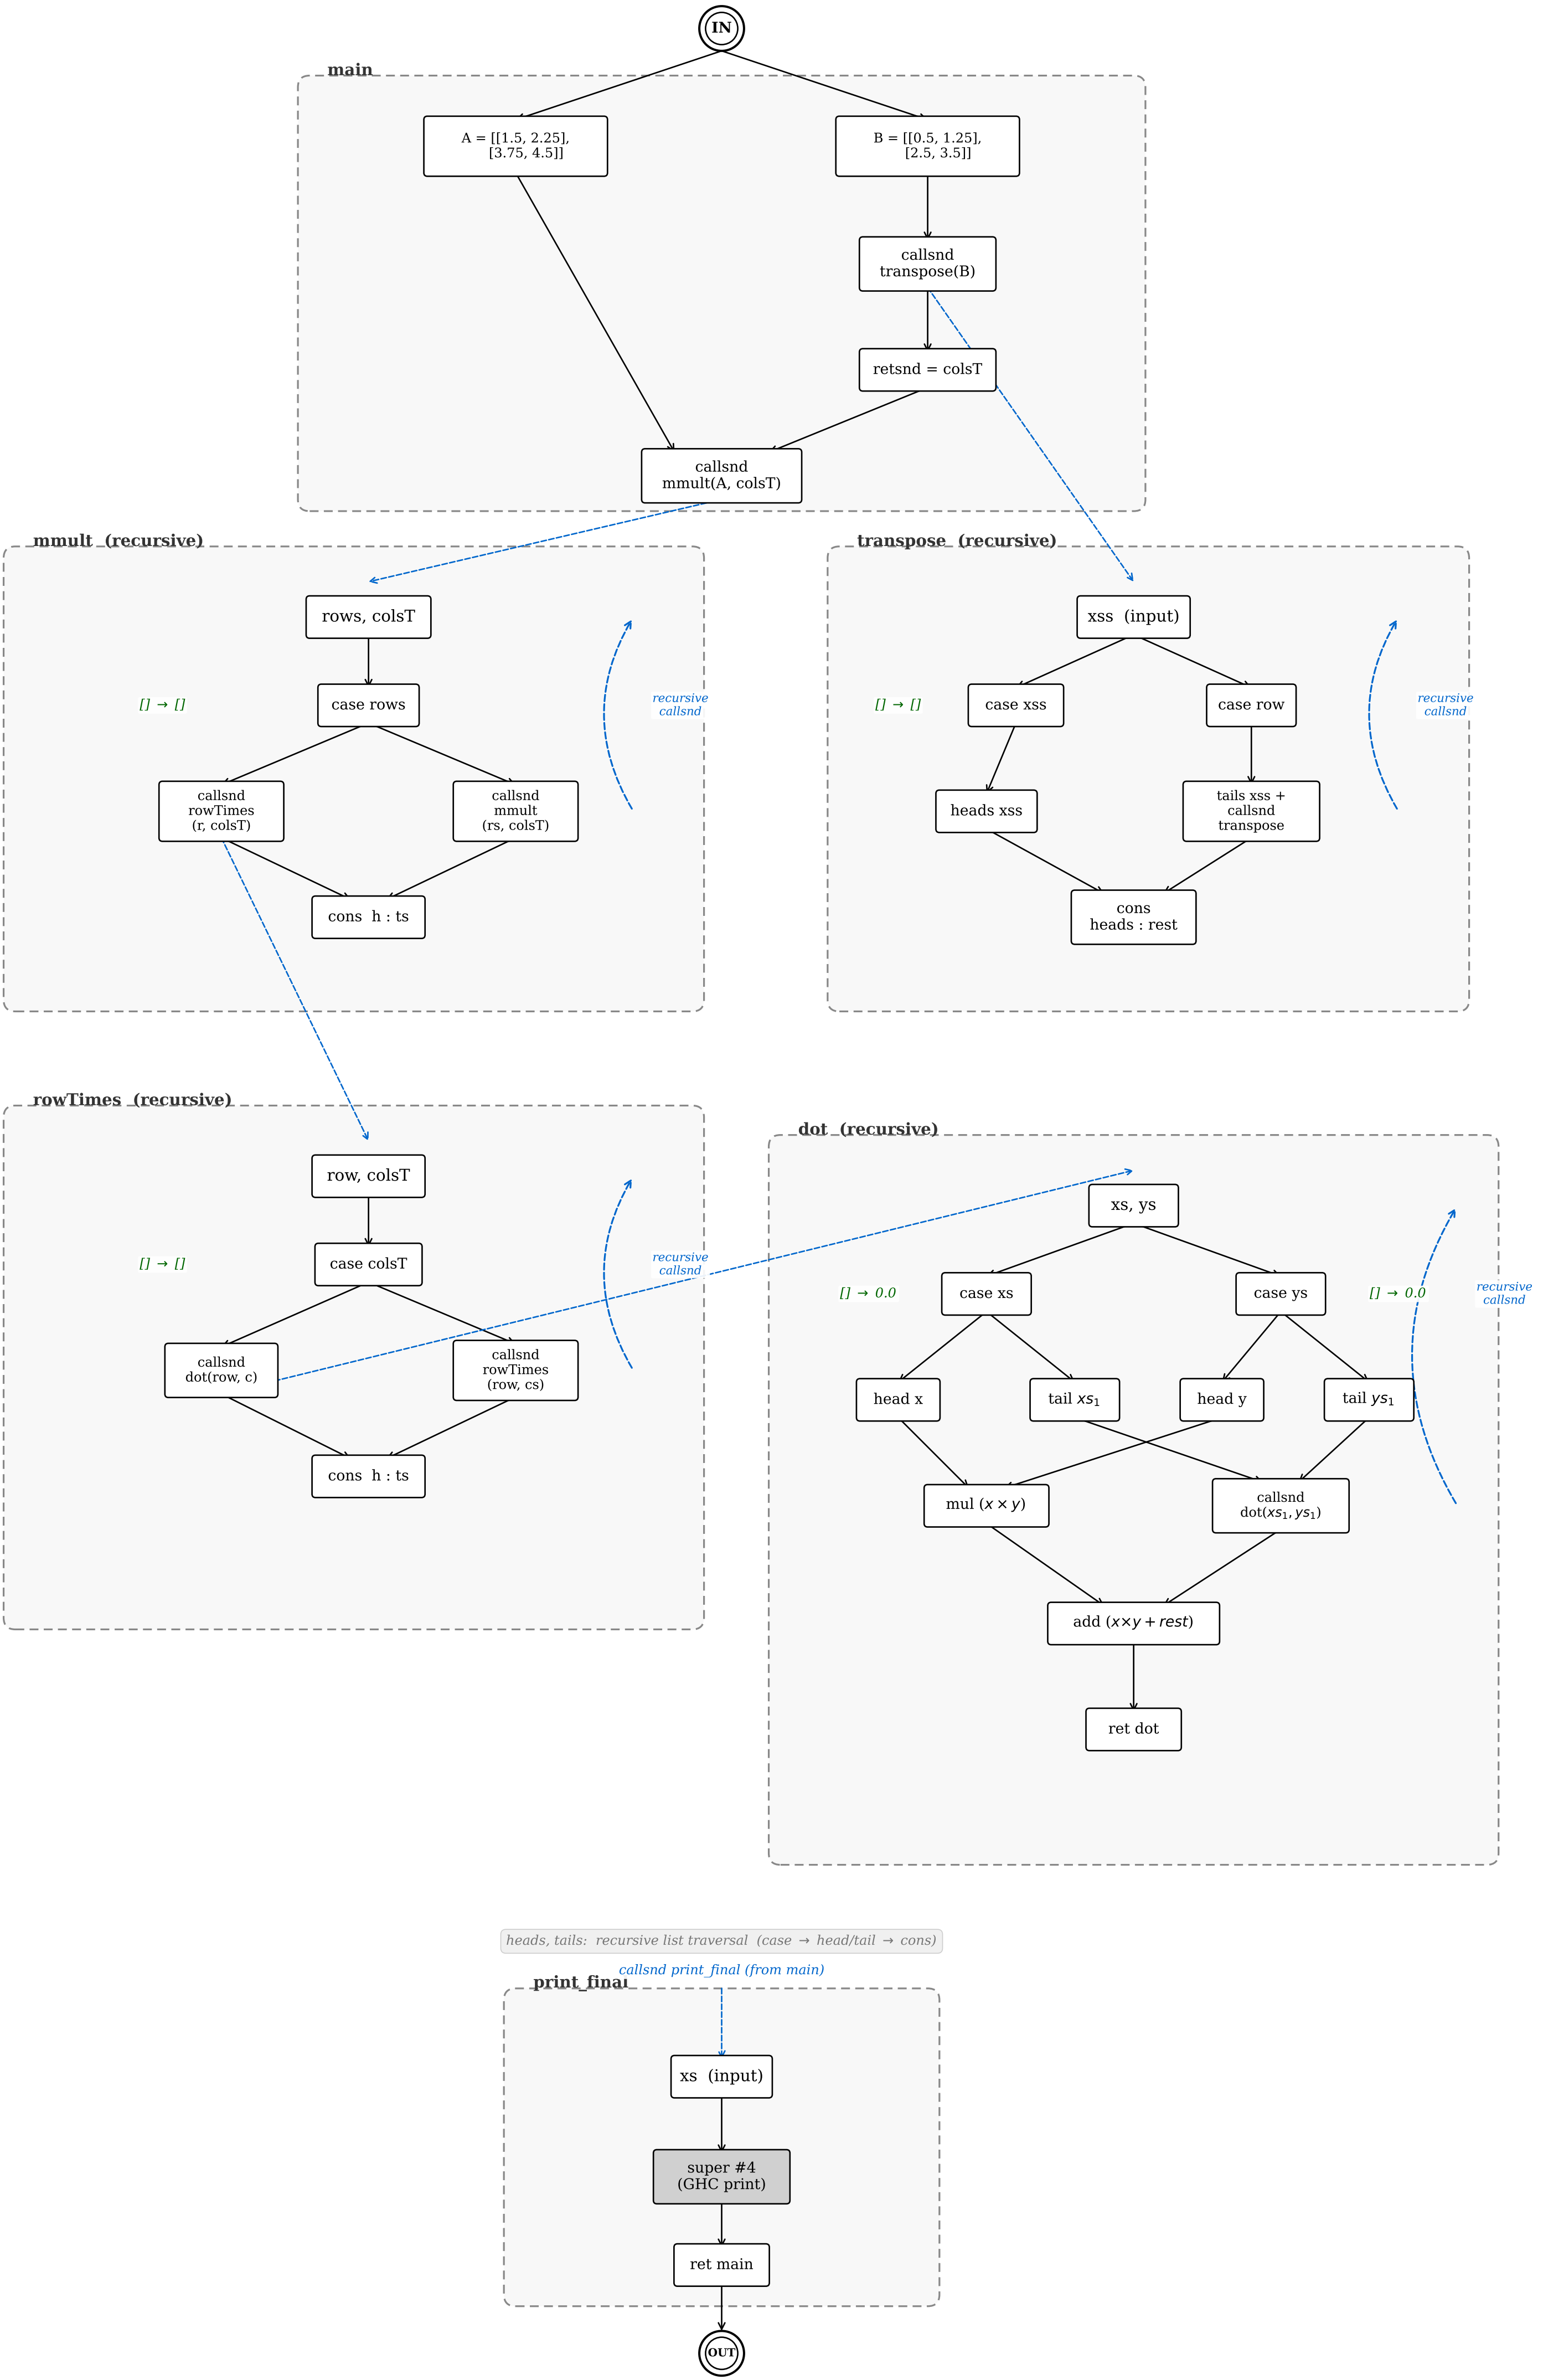 IN
main
A = [[1.5, 2.25],
[3.75, 4.5]]
B = [[0.5, 1.25],
[2.5, 3.5]]
callsnd
transpose(B)
retsnd = colsT
callsnd
mmult(A, colsT)
mmult (recursive)
rows, colsT
[] → []
case rows
recursive
callsnd
callsnd
rowTimes
(r, colsT)
callsnd
mmult
(rs, colsT)
cons h : ts
transpose (recursive)
xss (input)
[] → []
case xss
case row
recursive
callsnd
heads xss
tails xss +
callsnd
transpose
cons
heads : rest
rowTimes (recursive)
row, colsT
[] → []
case colsT
recursive
callsnd
callsnd
dot(row, c)
callsnd
rowTimes
(row, cs)
cons h : ts
dot (recursive)
xs, ys
[] → 0.0
case xs
case ys
[] → 0.0
recursive
callsnd
head x
tail xs₁
head y
tail ys₁
mul (x × y)
callsnd
dot(xs₁, ys₁)
add (x×y + rest)
ret dot
heads, tails: recursive list traversal (case → head/tail → cons)
callsnd print_final (from main)
print_final
xs (input)
super #4
(GHC print)
ret main
OUT